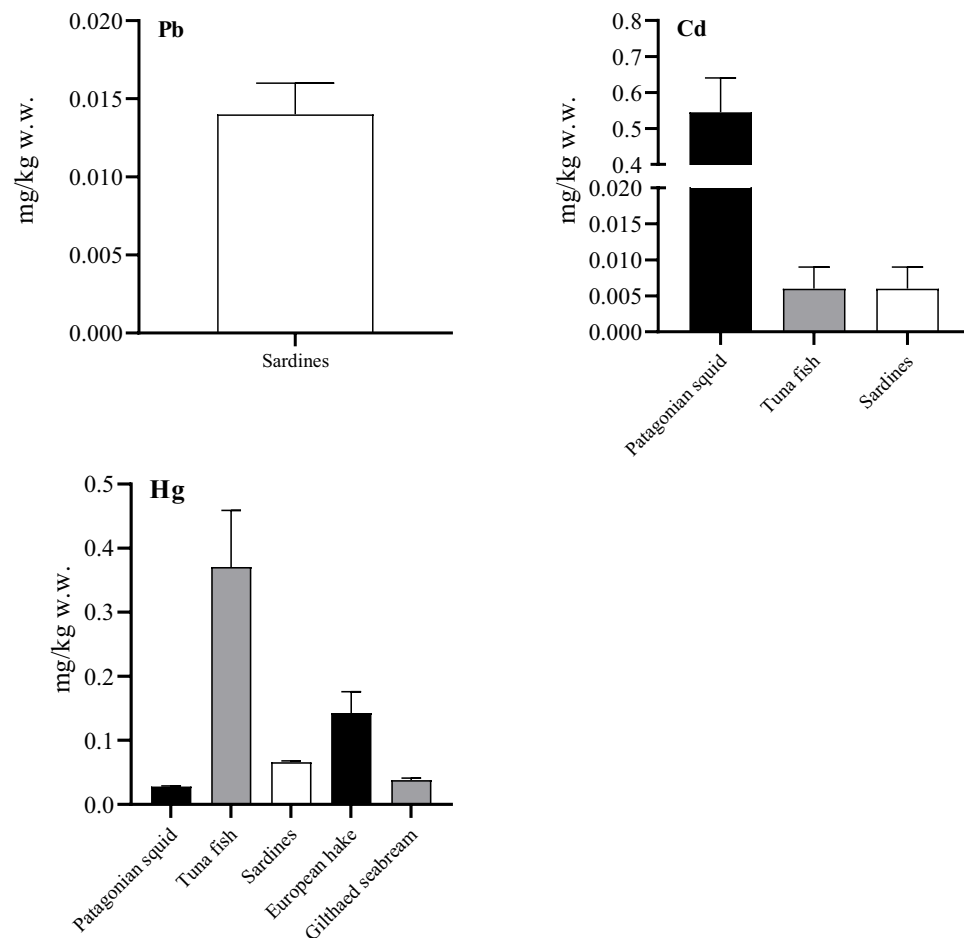 Pb
mg/kg w.w.
0.020
0.015
0.010
0.005
0.000
Sardines
Cd
mg/kg w.w.
0.8
0.7
0.6
0.5
0.4
0.020
0.015
0.010
0.005
0.000
Patagonian squid
Tuna fish
Sardines
Hg
mg/kg w.w.
0.5
0.4
0.3
0.2
0.1
0.0
Patagonian squid
Tuna fish
Sardines
European hake
Gilthaed seabream